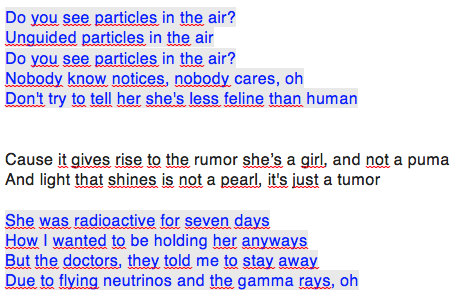 Do you see particles in the air?
Unguided particles in the air
Do you see particles in the air?
Nobody know notices, nobody cares, oh
Don't try to tell her she's less feline than human
Cause it gives rise to the rumor she's a girl, and not a puma
And light that shines is not a pearl, it's just a tumor
She was radioactive for seven days
How I wanted to be holding her anyways
But the doctors, they told me to stay away
Due to flying neutrinos and the gamma rays, oh